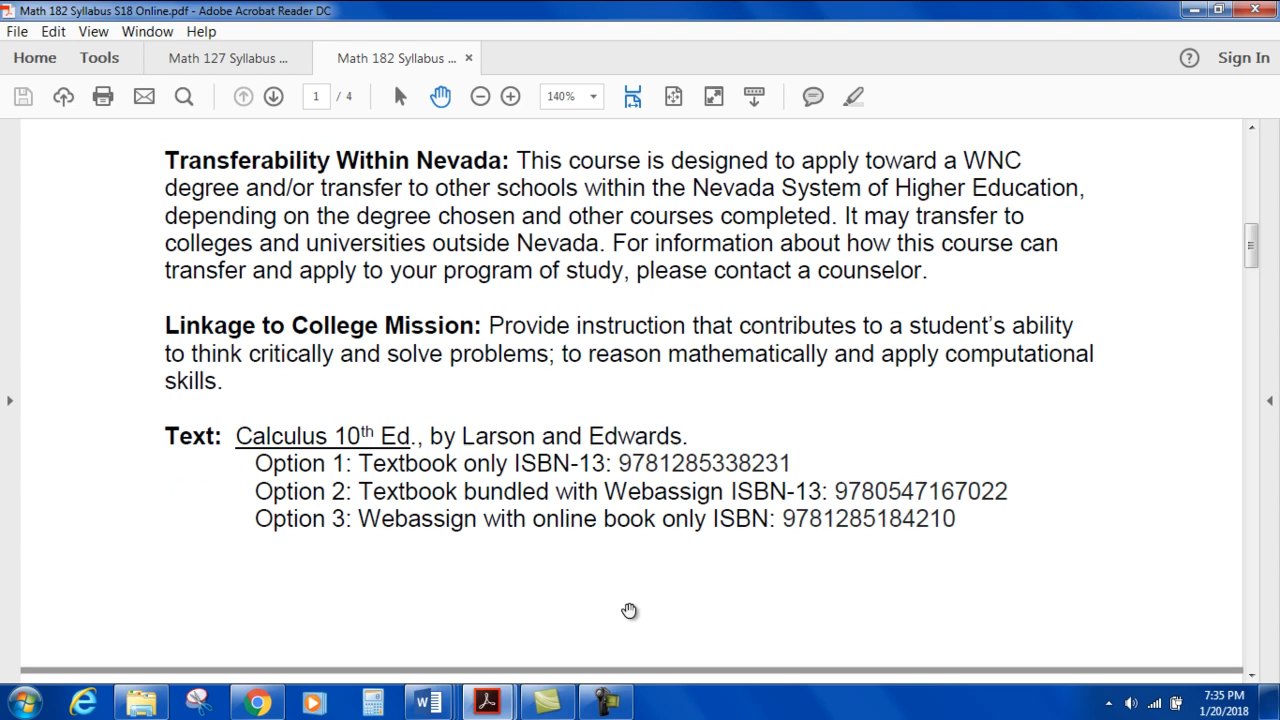 Math 182 Syllabus S18 Online.pdf - Adobe Acrobat Reader DC
File Edit View Window Help
Home Tools Math 127 Syllabus ... Math 182 Syllabus ... × ? Sign In
1 / 4 140%
Transferability Within Nevada: This course is designed to apply toward a WNC
degree and/or transfer to other schools within the Nevada System of Higher Education,
depending on the degree chosen and other courses completed. It may transfer to
colleges and universities outside Nevada. For information about how this course can
transfer and apply to your program of study, please contact a counselor.
Linkage to College Mission: Provide instruction that contributes to a student’s ability
to think critically and solve problems; to reason mathematically and apply computational
skills.
Text: Calculus 10th Ed., by Larson and Edwards.
Option 1: Textbook only ISBN-13: 9781285338231
Option 2: Textbook bundled with Webassign ISBN-13: 9780547167022
Option 3: Webassign with online book only ISBN: 9781285184210
7:35 PM
1/20/2018